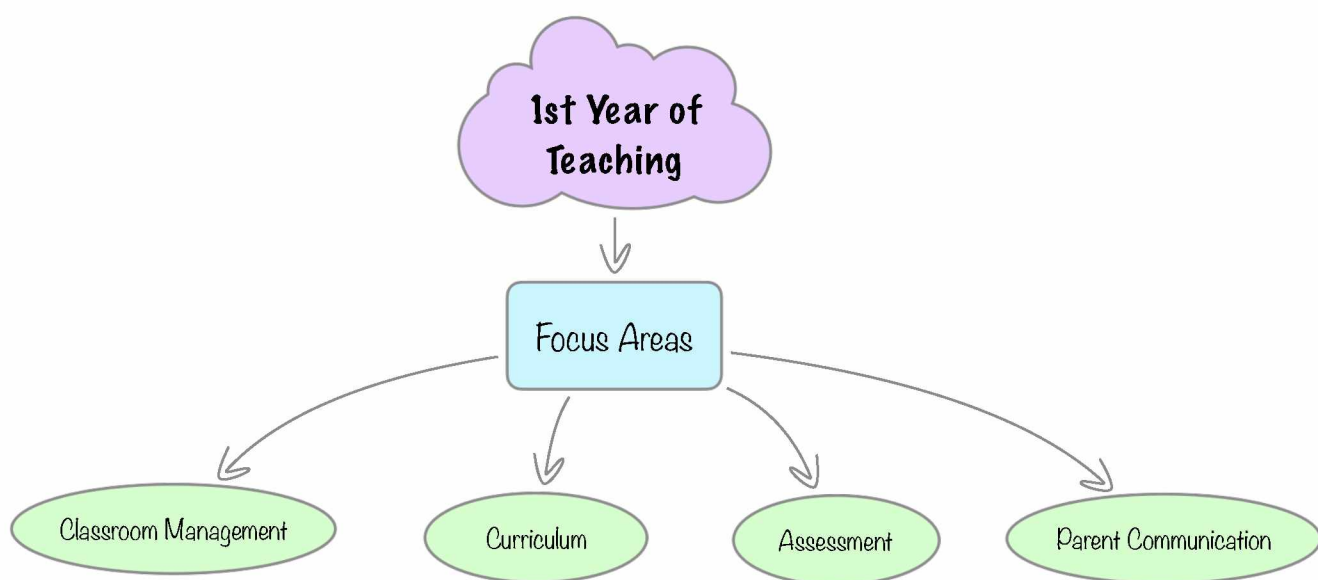 1st Year of
Teaching
Focus Areas
Classroom Management
Curriculum
Assessment
Parent Communication